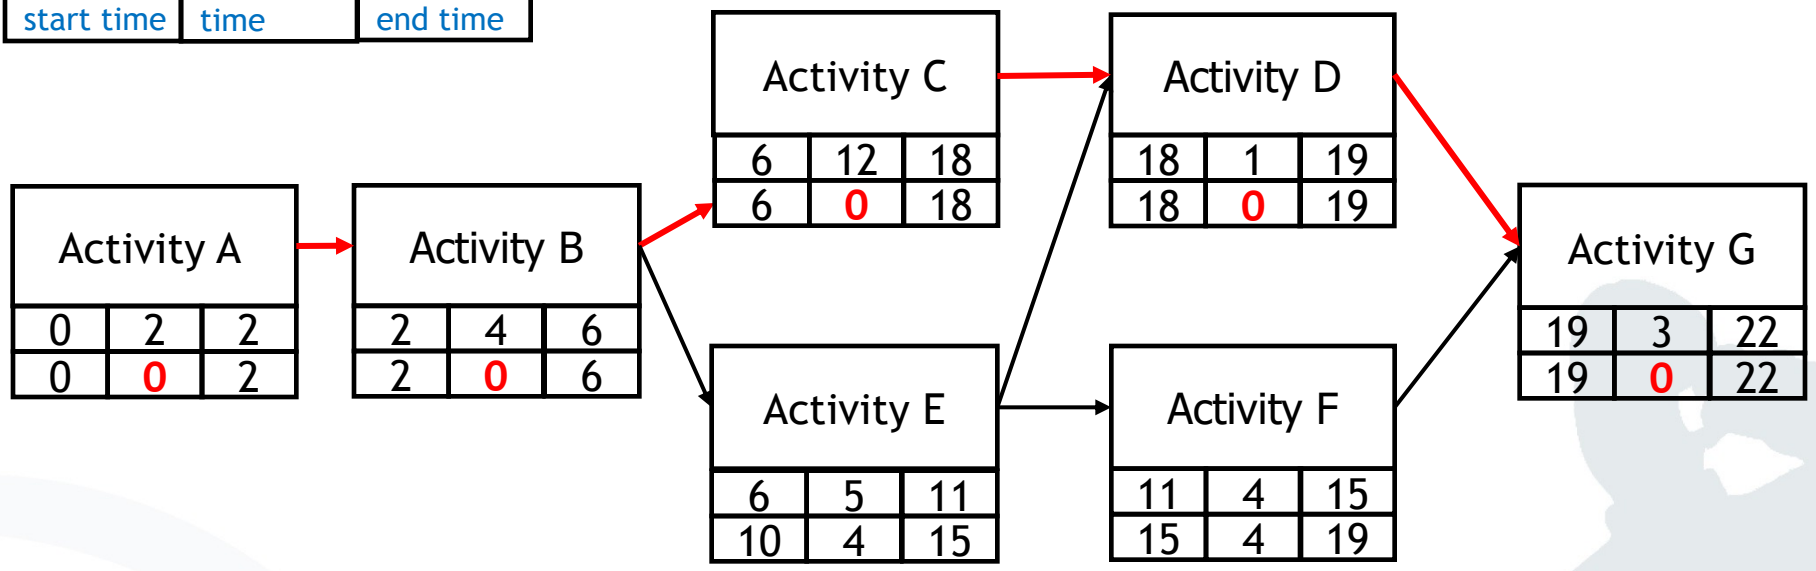 start time time end time
Activity A
0 2 2
0 0 2
Activity B
2 4 6
2 0 6
Activity C
6 12 18
6 0 18
Activity D
18 1 19
18 0 19
Activity E
6 5 11
10 4 15
Activity F
11 4 15
15 4 19
Activity G
19 3 22
19 0 22